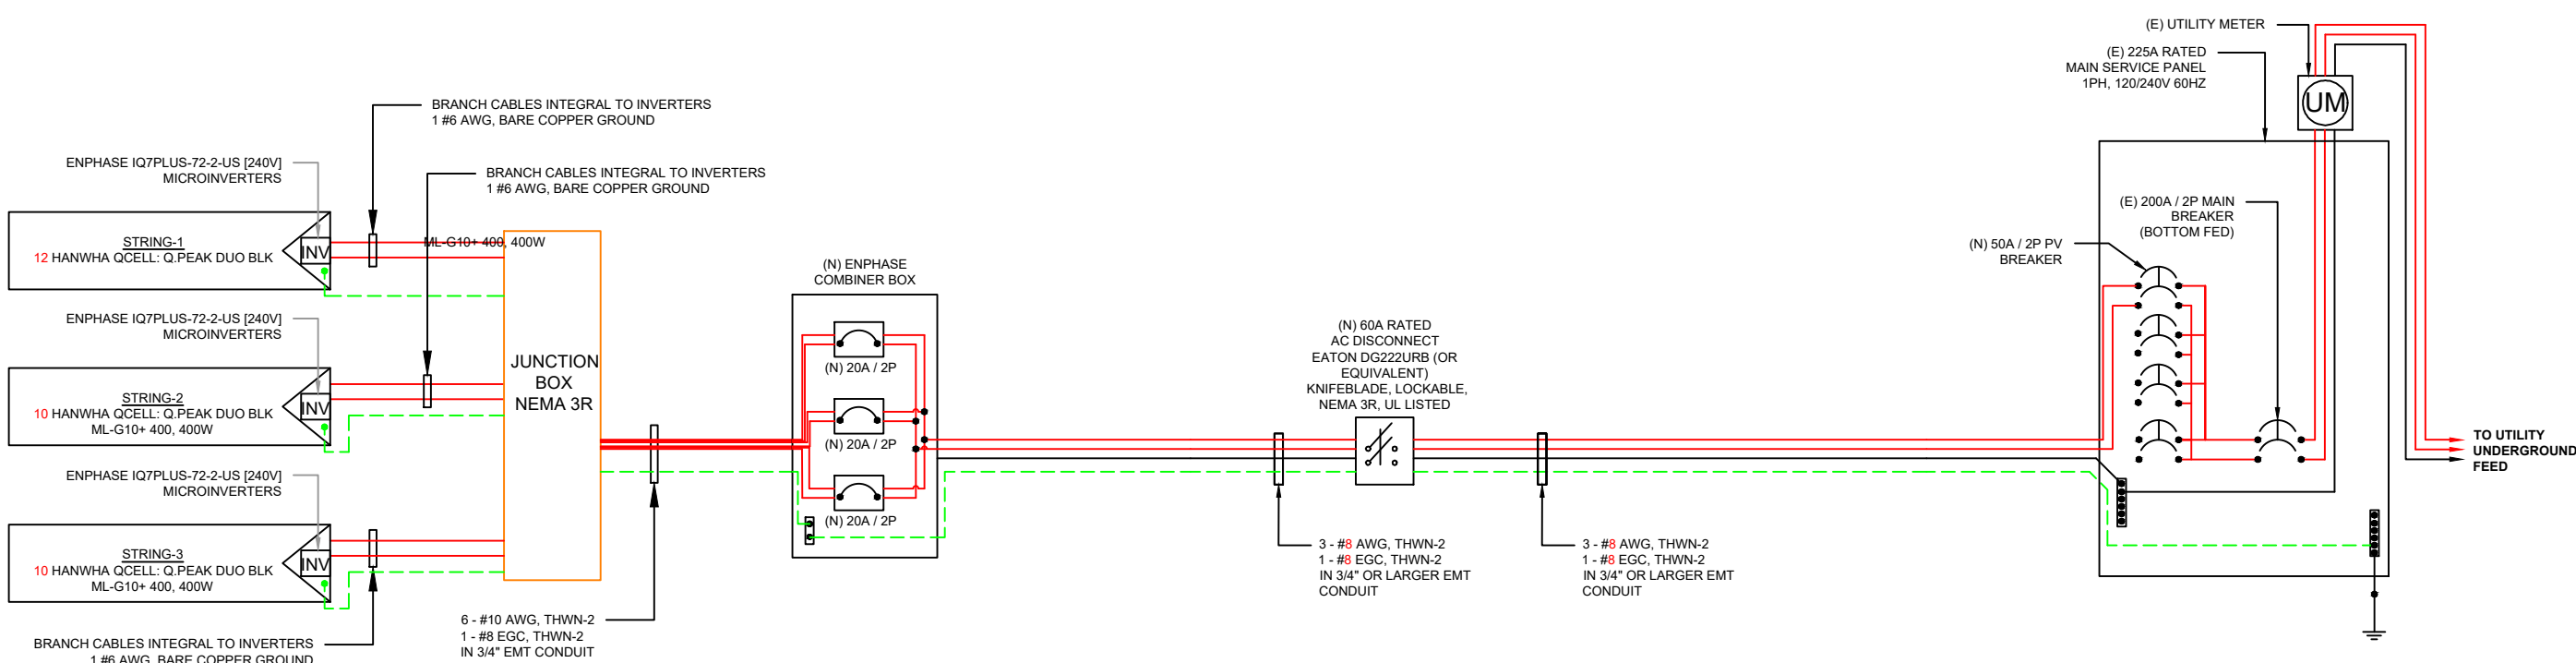 (E) UTILITY METER
(E) 225A RATED
MAIN SERVICE PANEL
1PH, 120/240V 60HZ
UM
BRANCH CABLES INTEGRAL TO INVERTERS
1 #6 AWG, BARE COPPER GROUND
ENPHASE IQ7PLUS-72-2-US [240V]
MICROINVERTERS
BRANCH CABLES INTEGRAL TO INVERTERS
1 #6 AWG, BARE COPPER GROUND
STRING-1
12 HANWHA QCELL: Q.PEAK DUO BLK
INV
ML-G10+ 400, 400W
ENPHASE IQ7PLUS-72-2-US [240V]
MICROINVERTERS
STRING-2
10 HANWHA QCELL: Q.PEAK DUO BLK
ML-G10+ 400, 400W
INV
ENPHASE IQ7PLUS-72-2-US [240V]
MICROINVERTERS
STRING-3
10 HANWHA QCELL: Q.PEAK DUO BLK
ML-G10+ 400, 400W
INV
BRANCH CABLES INTEGRAL TO INVERTERS
1 #6 AWG, BARE COPPER GROUND
JUNCTION
BOX
NEMA 3R
6 - #10 AWG, THWN-2
1 - #8 EGC, THWN-2
IN 3/4" EMT CONDUIT
(N) ENPHASE
COMBINER BOX
(N) 20A / 2P
(N) 20A / 2P
(N) 20A / 2P
(N) 60A RATED
AC DISCONNECT
EATON DG222URB (OR
EQUIVALENT)
KNIFEBLADE, LOCKABLE,
NEMA 3R, UL LISTED
3 - #8 AWG, THWN-2
1 - #8 EGC, THWN-2
IN 3/4" OR LARGER EMT
CONDUIT
3 - #8 AWG, THWN-2
1 - #8 EGC, THWN-2
IN 3/4" OR LARGER EMT
CONDUIT
(E) 200A / 2P MAIN
BREAKER
(BOTTOM FED)
(N) 50A / 2P PV
BREAKER
TO UTILITY
UNDERGROUND
FEED